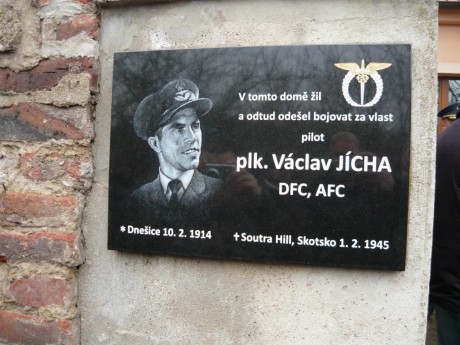 V tomto domě žil
a odtud odešel bojovat za vlast
pilot
plk. Václav JÍCHA
DFC, AFC
* Dnešice 10. 2. 1914
✝ Soutra Hill, Skotsko 1. 2. 1945